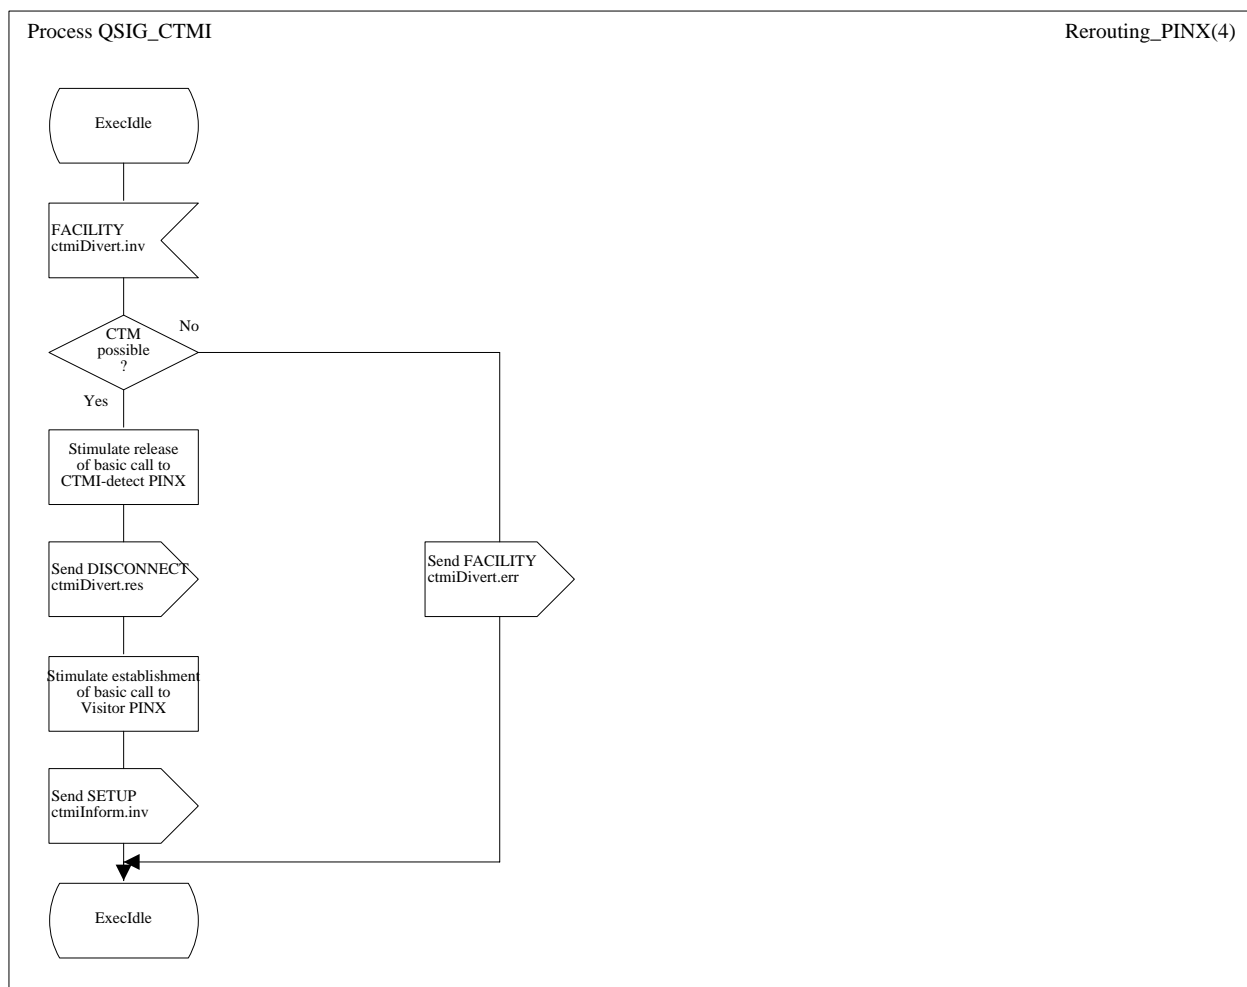 Process QSIG_CTMI
Rerouting_PINX(4)
ExecIdle
FACILITY
ctmiDivert.inv
CTM
possible
?
No
Yes
Stimulate release
of basic call to
CTMI-detect PINX
Send DISCONNECT
ctmiDivert.res
Send FACILITY
ctmiDivert.err
Stimulate establishment
of basic call to
Visitor PINX
Send SETUP
ctmiInform.inv
ExecIdle